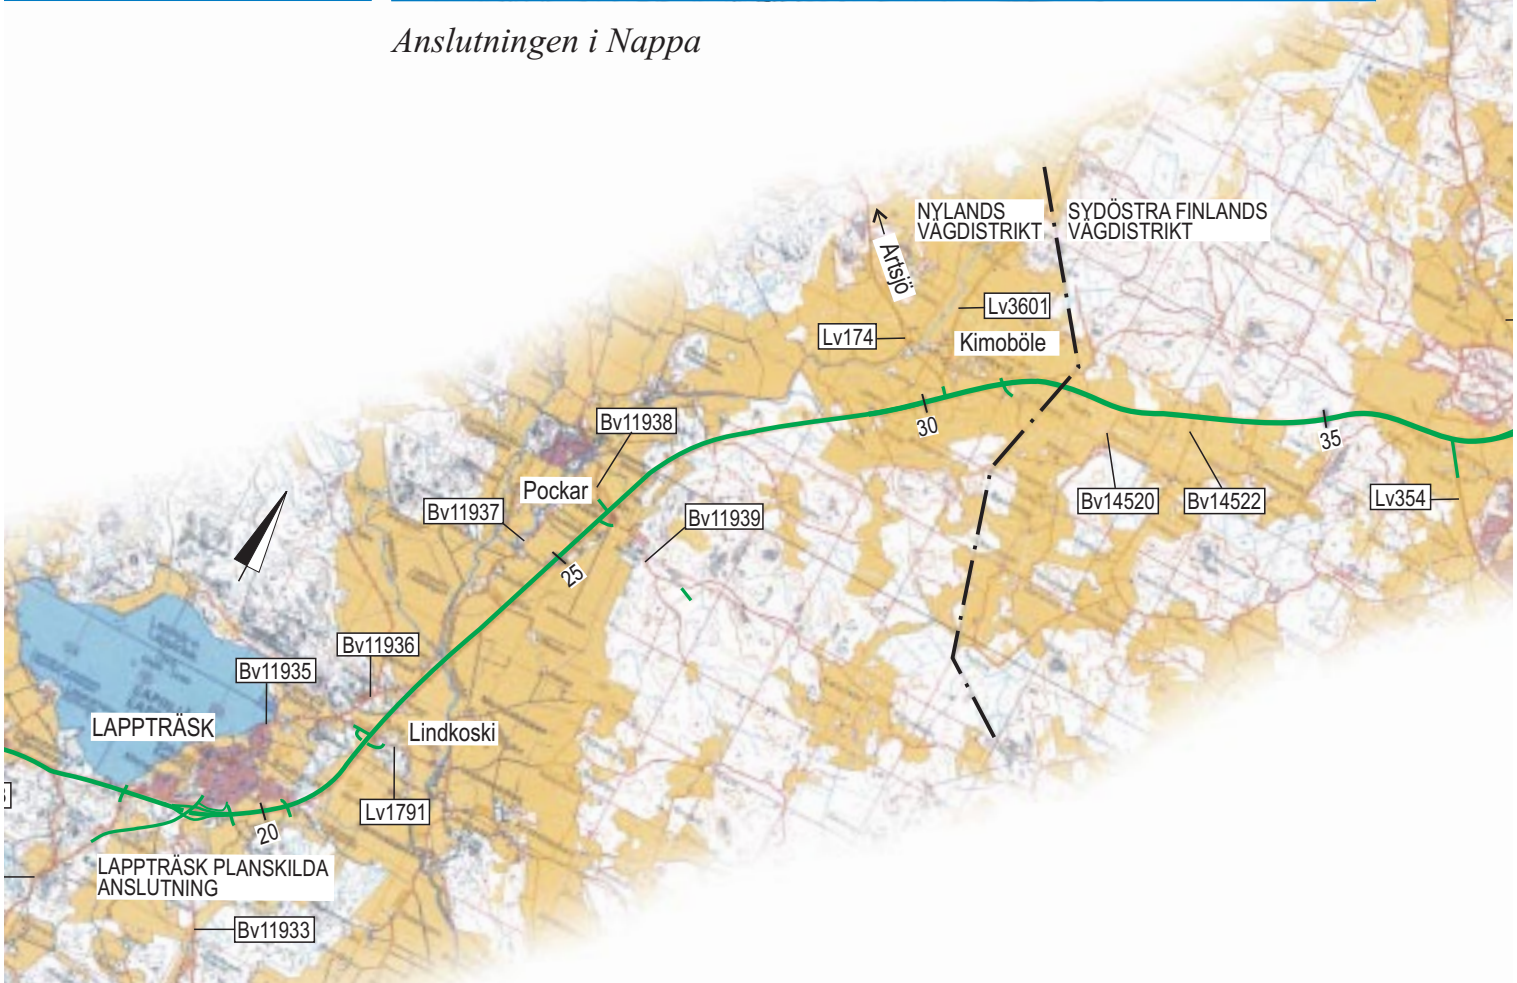 Anslutningen i Nappa
NYLANDS
VÄGDISTRIKT
SYDÖSTRA FINLANDS
VÄGDISTRIKT
Artsjö
Lv3601
Lv174
Kimoböle
Bv11938
30
35
Pockar
Bv11937
Bv11939
Bv14520
Bv14522
Lv354
25
Bv11936
Bv11935
LAPPTRÄSK
Lindkoski
Lv1791
20
LAPPTRÄSK PLANSKILDA
ANSLUTNING
Bv11933